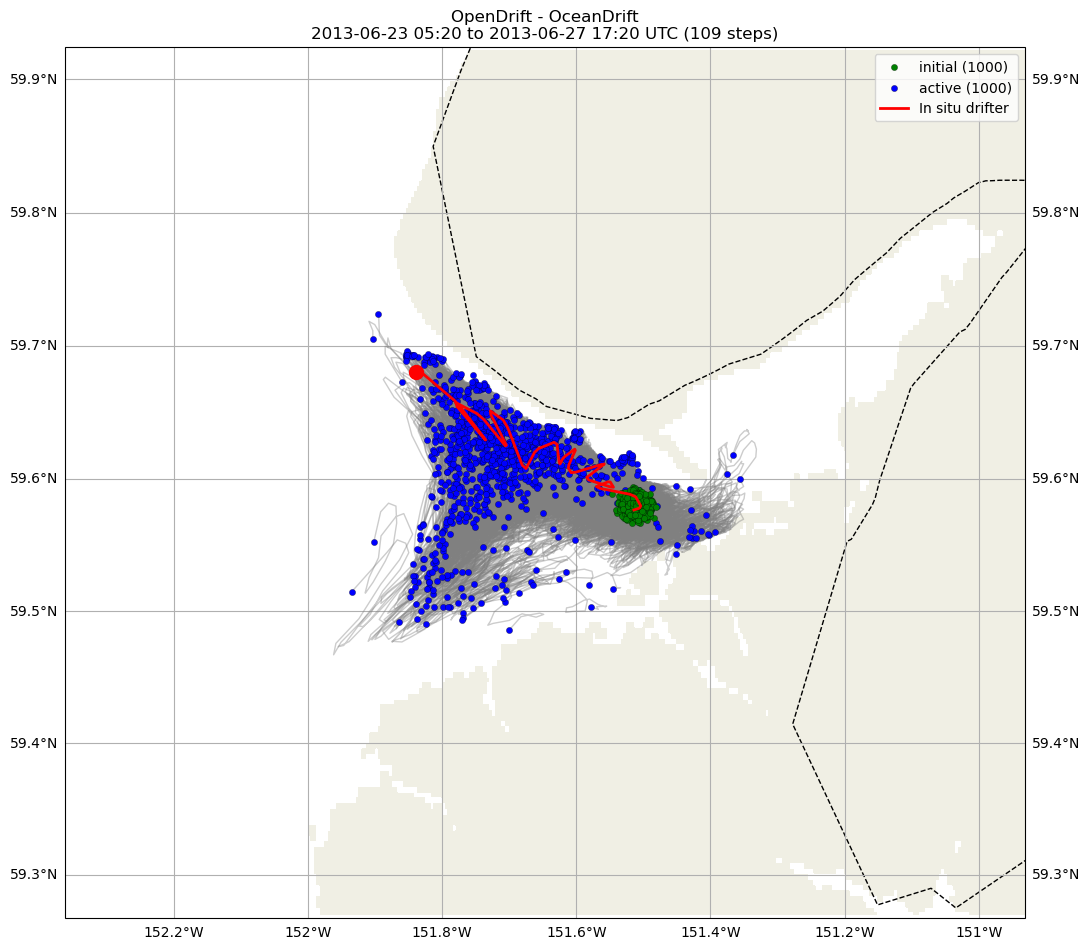 OpenDrift - OceanDrift
2013-06-23 05:20 to 2013-06-27 17:20 UTC (109 steps)
initial (1000)
active (1000)
In situ drifter
59.9°N
59.9°N
59.8°N
59.8°N
59.7°N
59.7°N
59.6°N
59.6°N
59.5°N
59.5°N
59.4°N
59.4°N
59.3°N
59.3°N
152.2°W
152°W
151.8°W
151.6°W
151.4°W
151.2°W
151°W